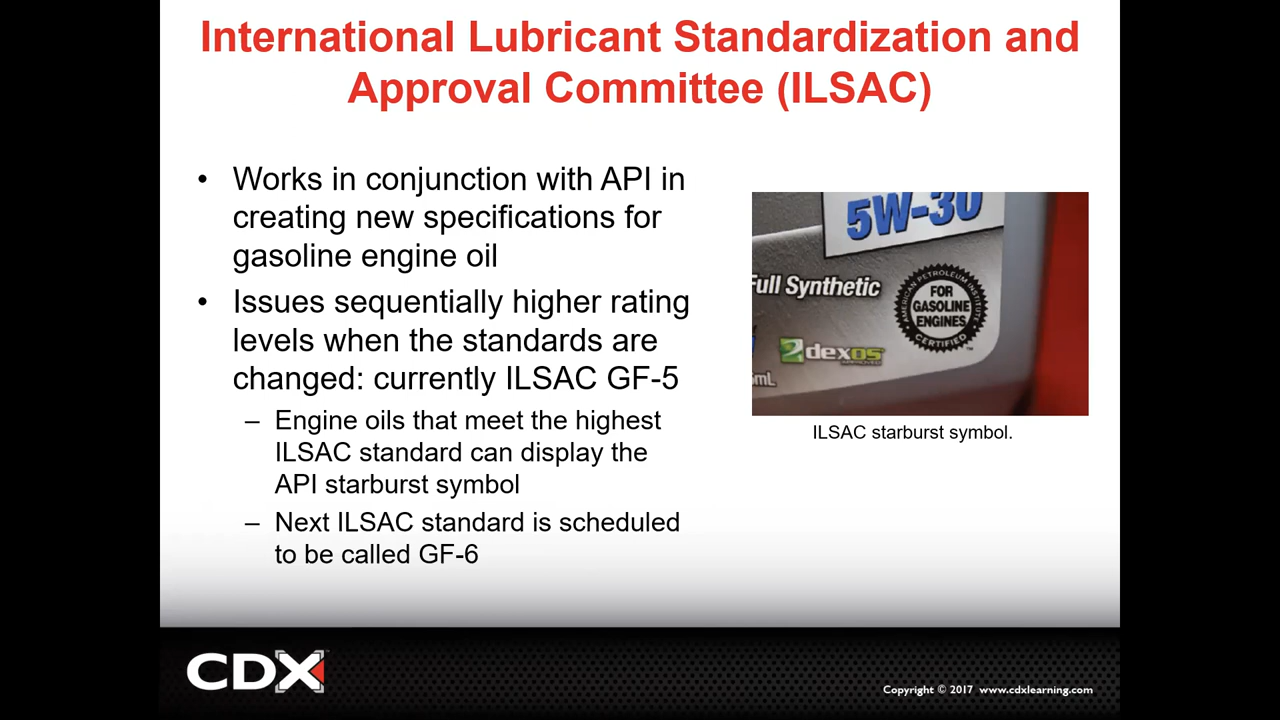 International Lubricant Standardization and
Approval Committee (ILSAC)
• Works in conjunction with API in
creating new specifications for
gasoline engine oil
• Issues sequentially higher rating
levels when the standards are
changed: currently ILSAC GF-5
– Engine oils that meet the highest
ILSAC standard can display the
API starburst symbol
– Next ILSAC standard is scheduled
to be called GF-6
5W-30
Full Synthetic
AMERICAN PETROLEUM INSTITUTE
FOR
GASOLINE
ENGINES
CERTIFIED
TM
dexos
APPROVED
mL
ILSAC starburst symbol.
CDX
Copyright © 2017 www.cdxlearning.com